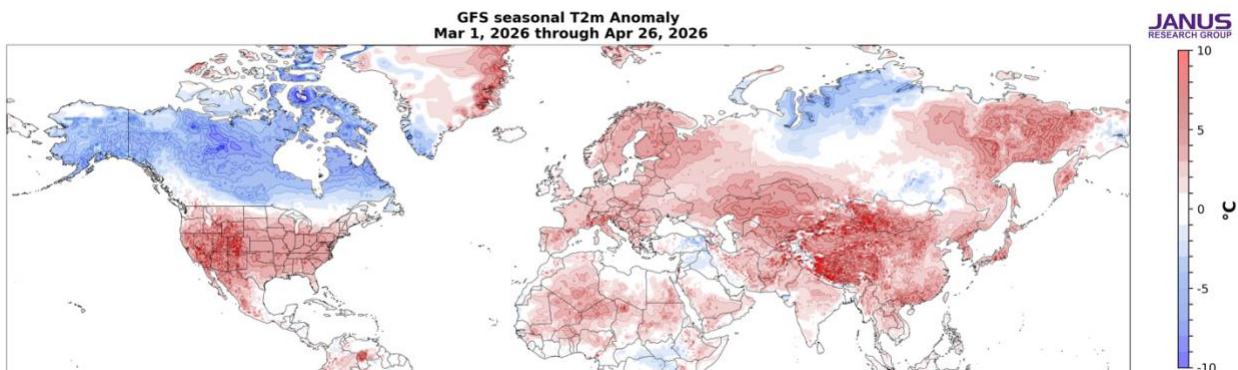 GFS seasonal T2m Anomaly
Mar 1, 2026 through Apr 26, 2026
JANUS
RESEARCH GROUP
10
5
0
-5
-10
°C